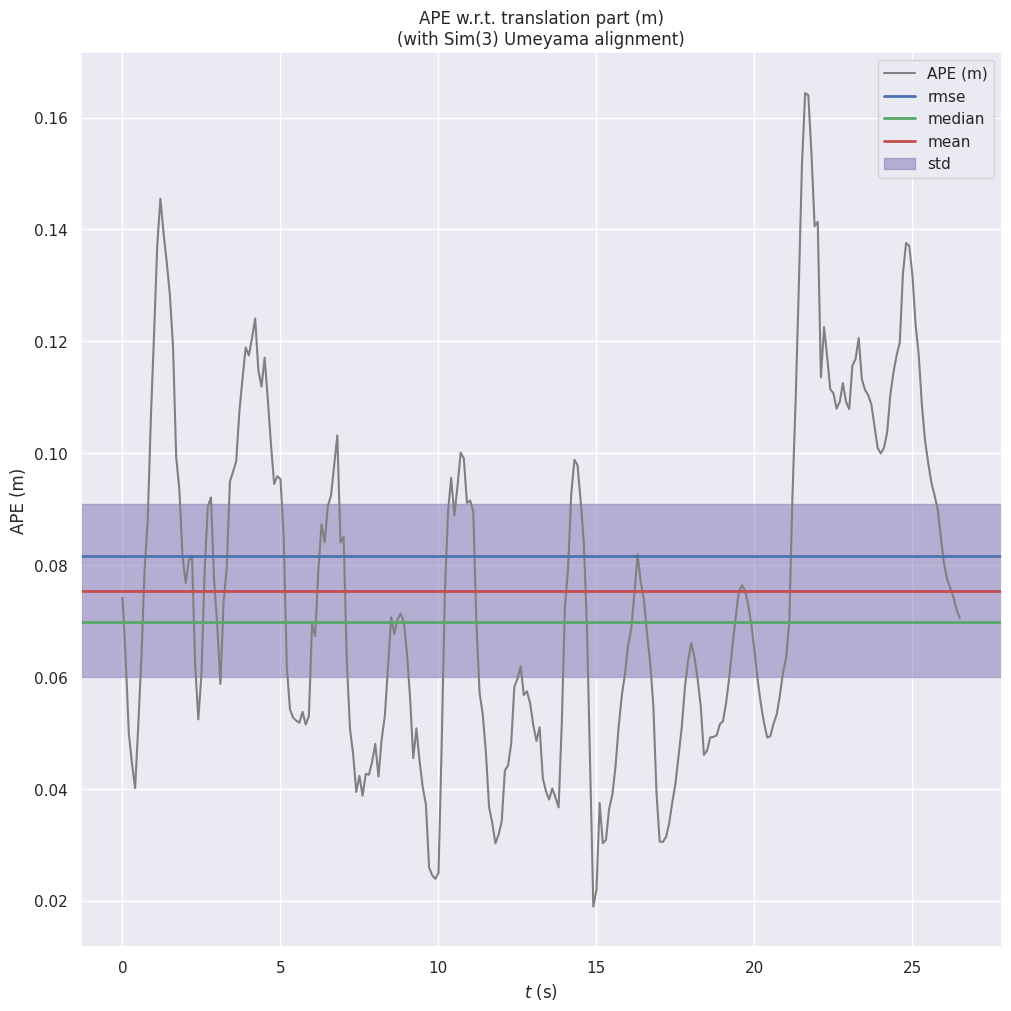 APE w.r.t. translation part (m)
(with Sim(3) Umeyama alignment)
APE (m)
rmse
median
mean
std
0.16
0.14
0.12
0.10
0.08
0.06
0.04
0.02
APE (m)
0 5 10 15 20 25
t (s)